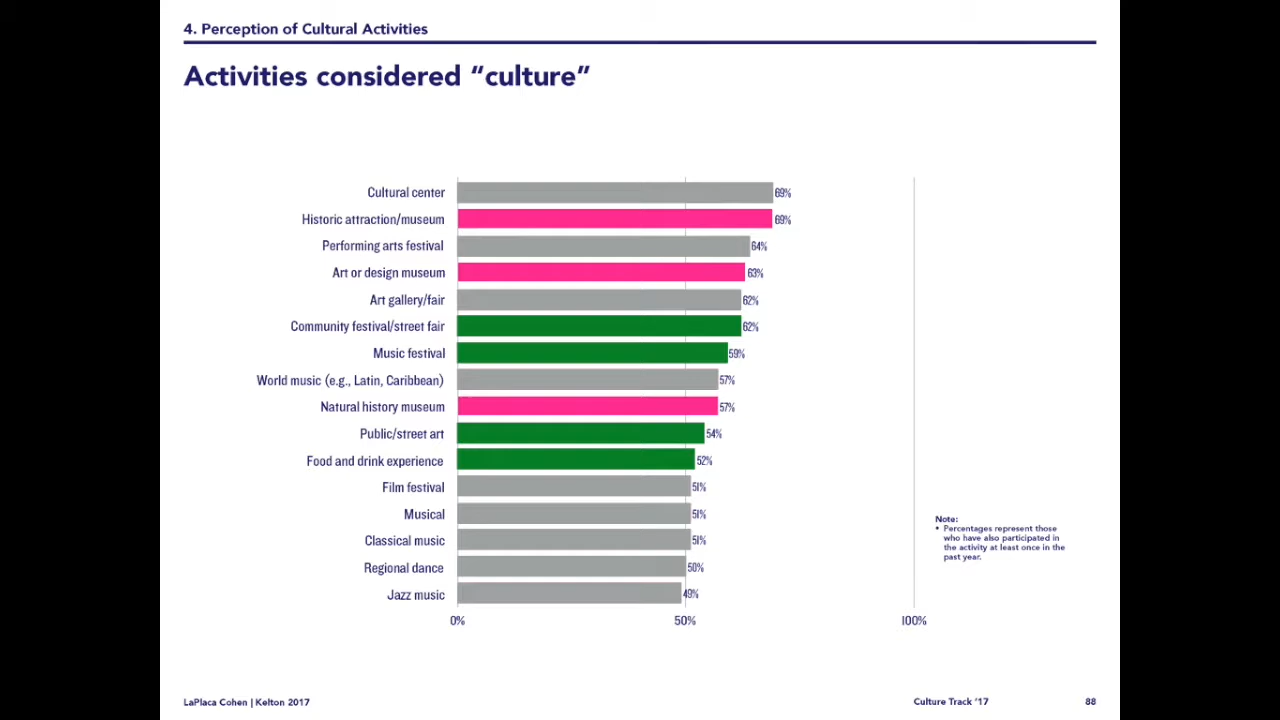 4. Perception of Cultural Activities
Activities considered “culture”
Cultural center 69%
Historic attraction/museum 69%
Performing arts festival 64%
Art or design museum 63%
Art gallery/fair 62%
Community festival/street fair 62%
Music festival 59%
World music (e.g., Latin, Caribbean) 57%
Natural history museum 57%
Public/street art 54%
Food and drink experience 52%
Film festival 51%
Musical 51%
Classical music 51%
Regional dance 50%
Jazz music 49%
0% 50% 100%
Note:
• Percentages represent those
who have also participated in
the activity at least once in the
past year.
LaPlaca Cohen | Kelton 2017 Culture Track ‘17 88